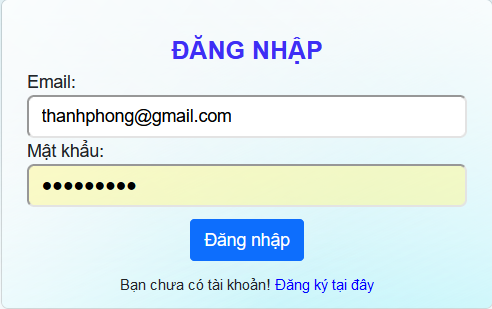 ĐĂNG NHẬP
Email:
thanhphong@gmail.com
Mật khẩu:
●●●●●●●●●
Đăng nhập
Bạn chưa có tài khoản! Đăng ký tại đây